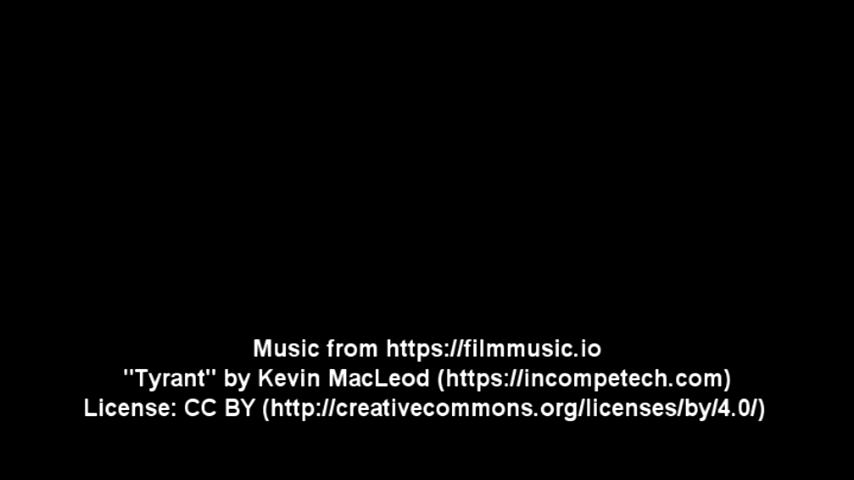 Music from https://filmmusic.io
"Tyrant" by Kevin MacLeod (https://incompetech.com)
License: CC BY (http://creativecommons.org/licenses/by/4.0/)